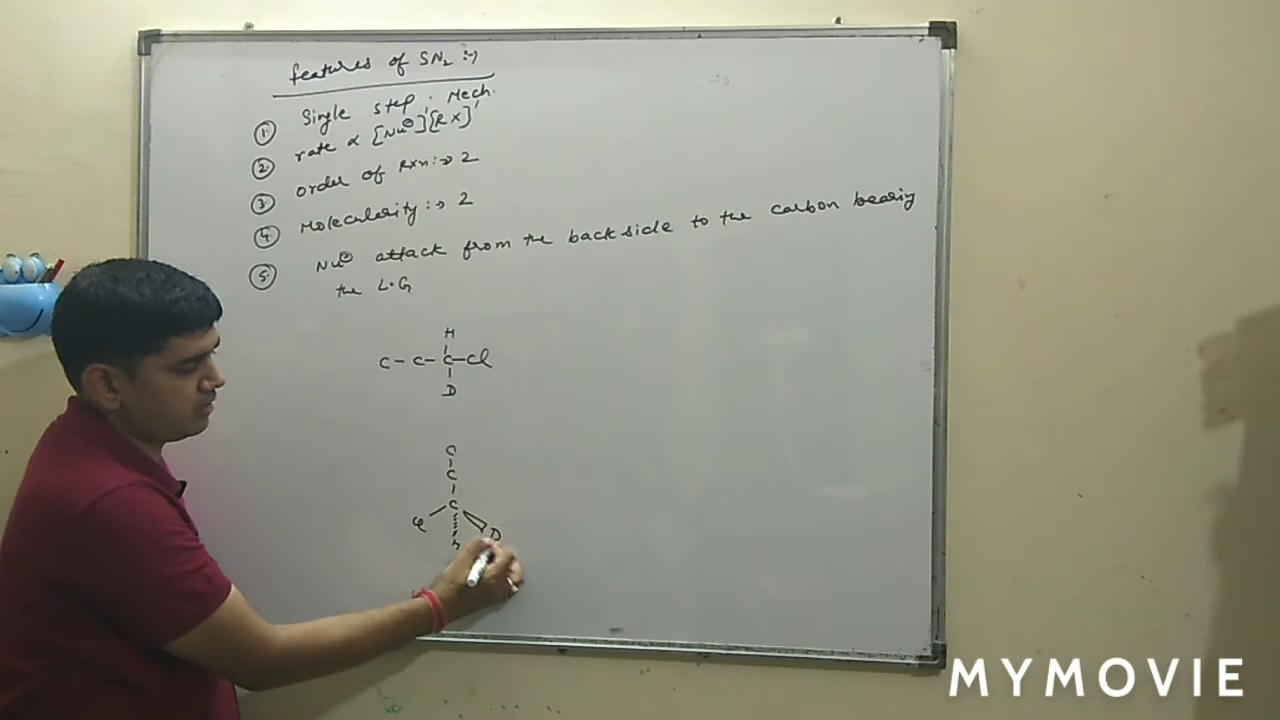 features of SN2 :-
① Single step. Mech.
② rate ∝ [Nu⊖]¹[RX]¹
③ order of Rxn :→ 2
④ Molecularity :→ 2
⑤ Nu⊖ attack from the back side to the carbon bearing
the L.G
H
C - C - C - Cl
D
C
C
C
D
MYMOVIE